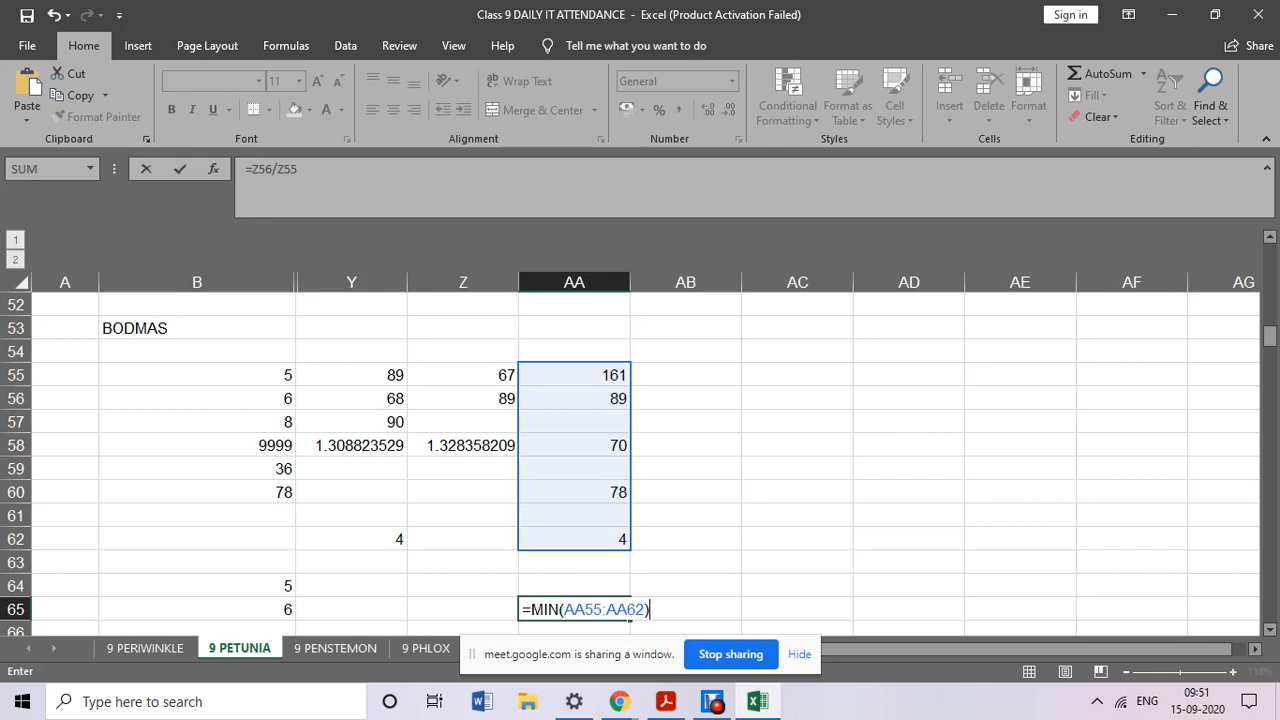 Class 9 DAILY IT ATTENDANCE - Excel (Product Activation Failed)
Sign in
File Home Insert Page Layout Formulas Data Review View Help Tell me what you want to do Share
Paste
Cut
Copy
Format Painter
Clipboard
11
B I U
Font
Wrap Text
Merge & Center
Alignment
General
%
Number
Conditional Formatting
Format as Table
Cell Styles
Styles
Insert
Delete
Format
Cells
AutoSum
Fill
Clear
Sort & Filter
Find & Select
Editing
SUM
fx
=Z56/Z55
1
2
A B Y Z AA AB AC AD AE AF AG
52
53 BODMAS
54
55 5 89 67 161
56 6 68 89 89
57 8 90
58 9999 1.308823529 1.328358209 70
59 36
60 78 78
61
62 4 4
63
64 5
65 6 =MIN(AA55:AA62)
66
9 PERIWINKLE 9 PETUNIA 9 PENSTEMON 9 PHLOX
meet.google.com is sharing a window. Stop sharing Hide
Enter
110%
Type here to search
ENG
09:51
15-09-2020